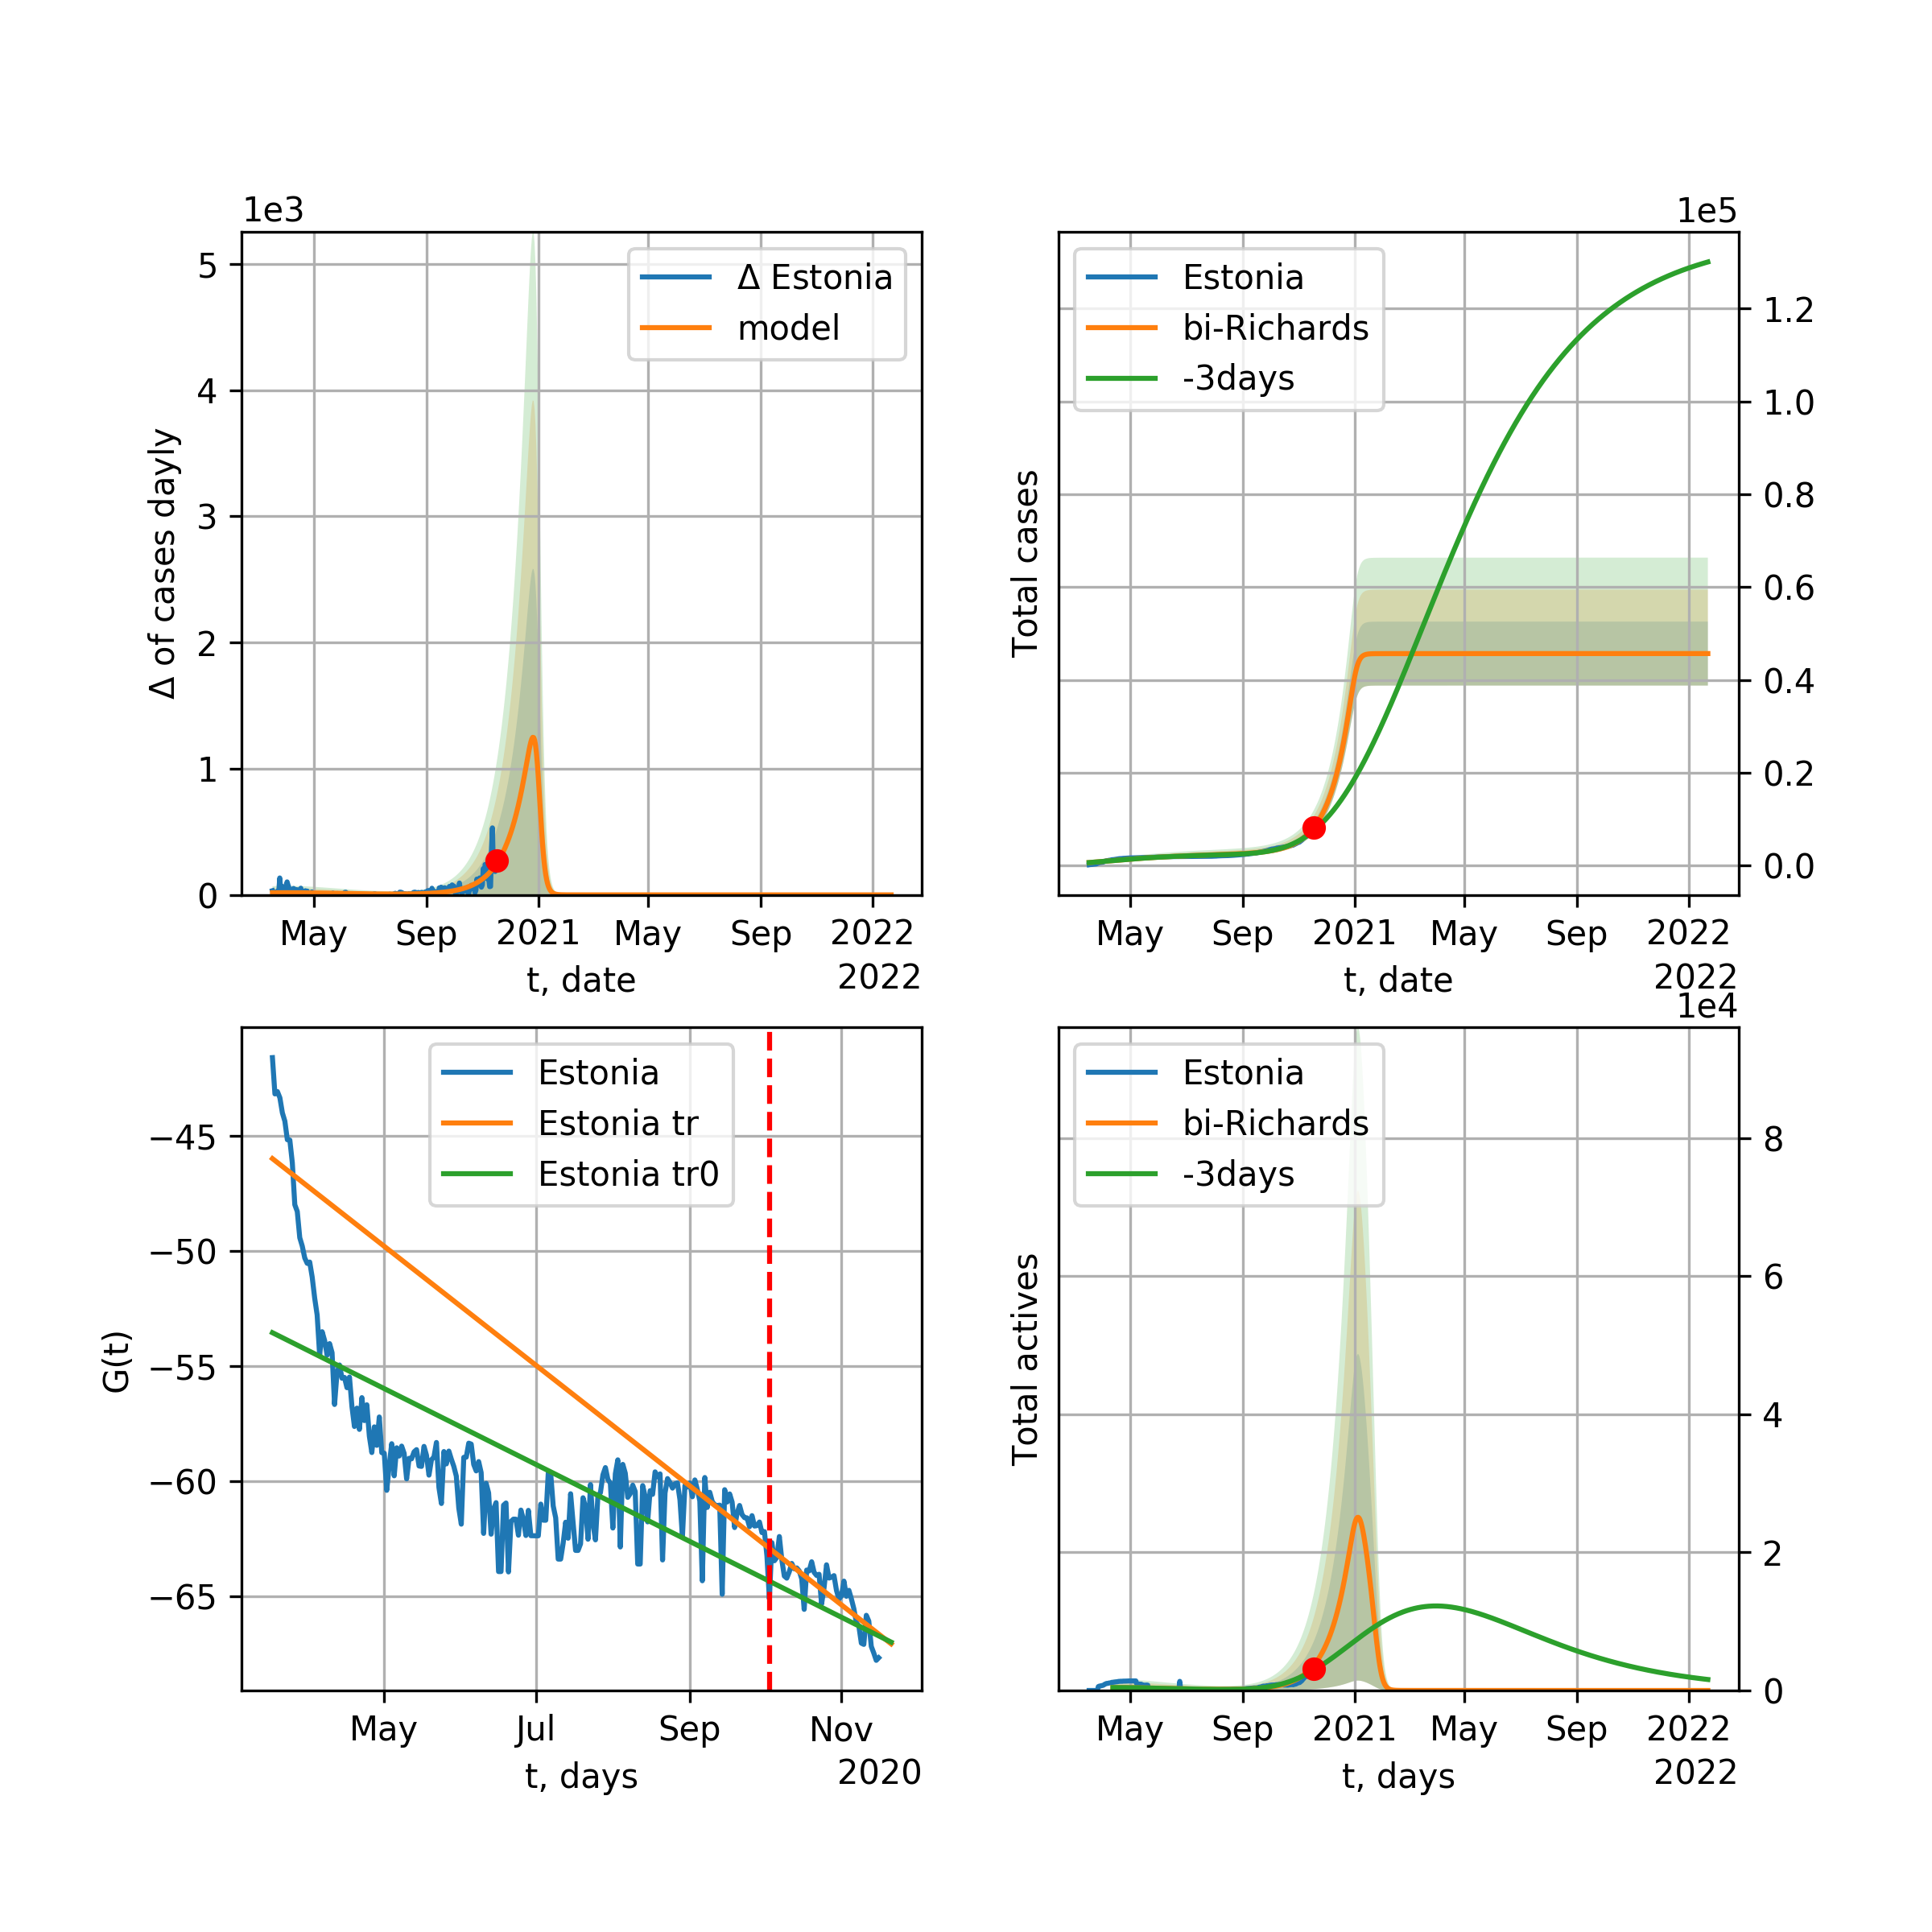 1e3
5
4
3
2
1
0
Δ of cases dayly
Δ Estonia
model
May Sep 2021 May Sep 2022
t, date
2022
1e5
Estonia
bi-Richards
-3days
Total cases
1.2
1.0
0.8
0.6
0.4
0.2
0.0
May Sep 2021 May Sep 2022
t, date
2022
G(t)
−45
−50
−55
−60
−65
Estonia
Estonia tr
Estonia tr0
May Jul Sep Nov
t, days
2020
1e4
Estonia
bi-Richards
-3days
Total actives
8
6
4
2
0
May Sep 2021 May Sep 2022
t, days
2022